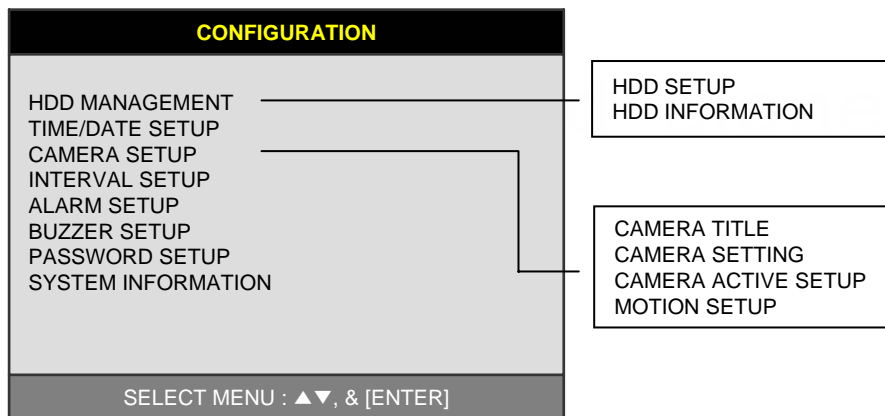 CONFIGURATION
HDD MANAGEMENT
TIME/DATE SETUP
CAMERA SETUP
INTERVAL SETUP
ALARM SETUP
BUZZER SETUP
PASSWORD SETUP
SYSTEM INFORMATION
SELECT MENU : ▲▼, & [ENTER]
HDD SETUP
HDD INFORMATION
CAMERA TITLE
CAMERA SETTING
CAMERA ACTIVE SETUP
MOTION SETUP